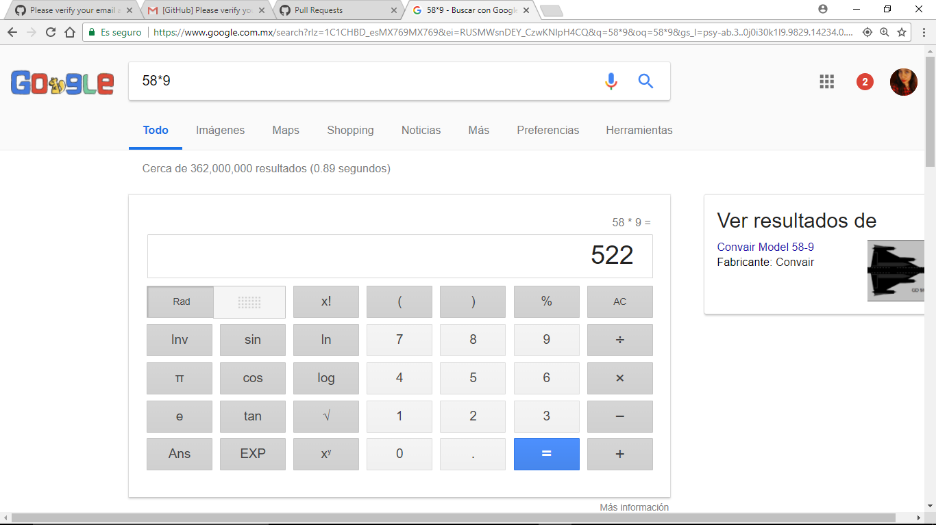 Please verify your email a
[GitHub] Please verify yo
Pull Requests
58*9 - Buscar con Google
Es seguro
https://www.google.com.mx/search?rlz=1C1CHBD_esMX769MX769&ei=RUSMWsnDEY_CzwKNlpH4CQ&q=58*9&oq=58*9&gs_l=psy-ab.3..0j0i30k1l9.9829.14234.0....
Google
58*9
2
Todo Imágenes Maps Shopping Noticias Más Preferencias Herramientas
Cerca de 362,000,000 resultados (0.89 segundos)
58 * 9 =
522
Rad x! ( ) % AC
Inv sin ln 7 8 9 ÷
π cos log 4 5 6 ×
e tan √ 1 2 3 −
Ans EXP xʸ 0 . = +
Más información
Ver resultados de
Convair Model 58-9
Fabricante: Convair